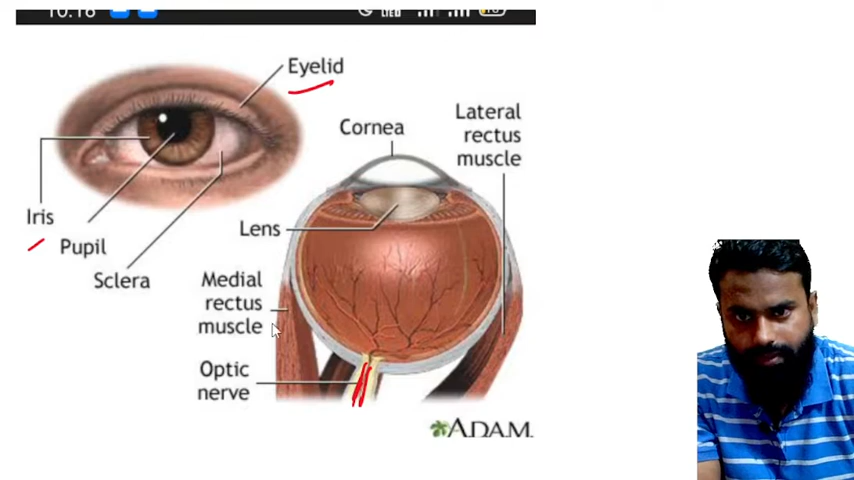 Eyelid
Cornea
Lateral
rectus
muscle
Iris
Pupil
Sclera
Lens
Medial
rectus
muscle
Optic
nerve
ADAM.